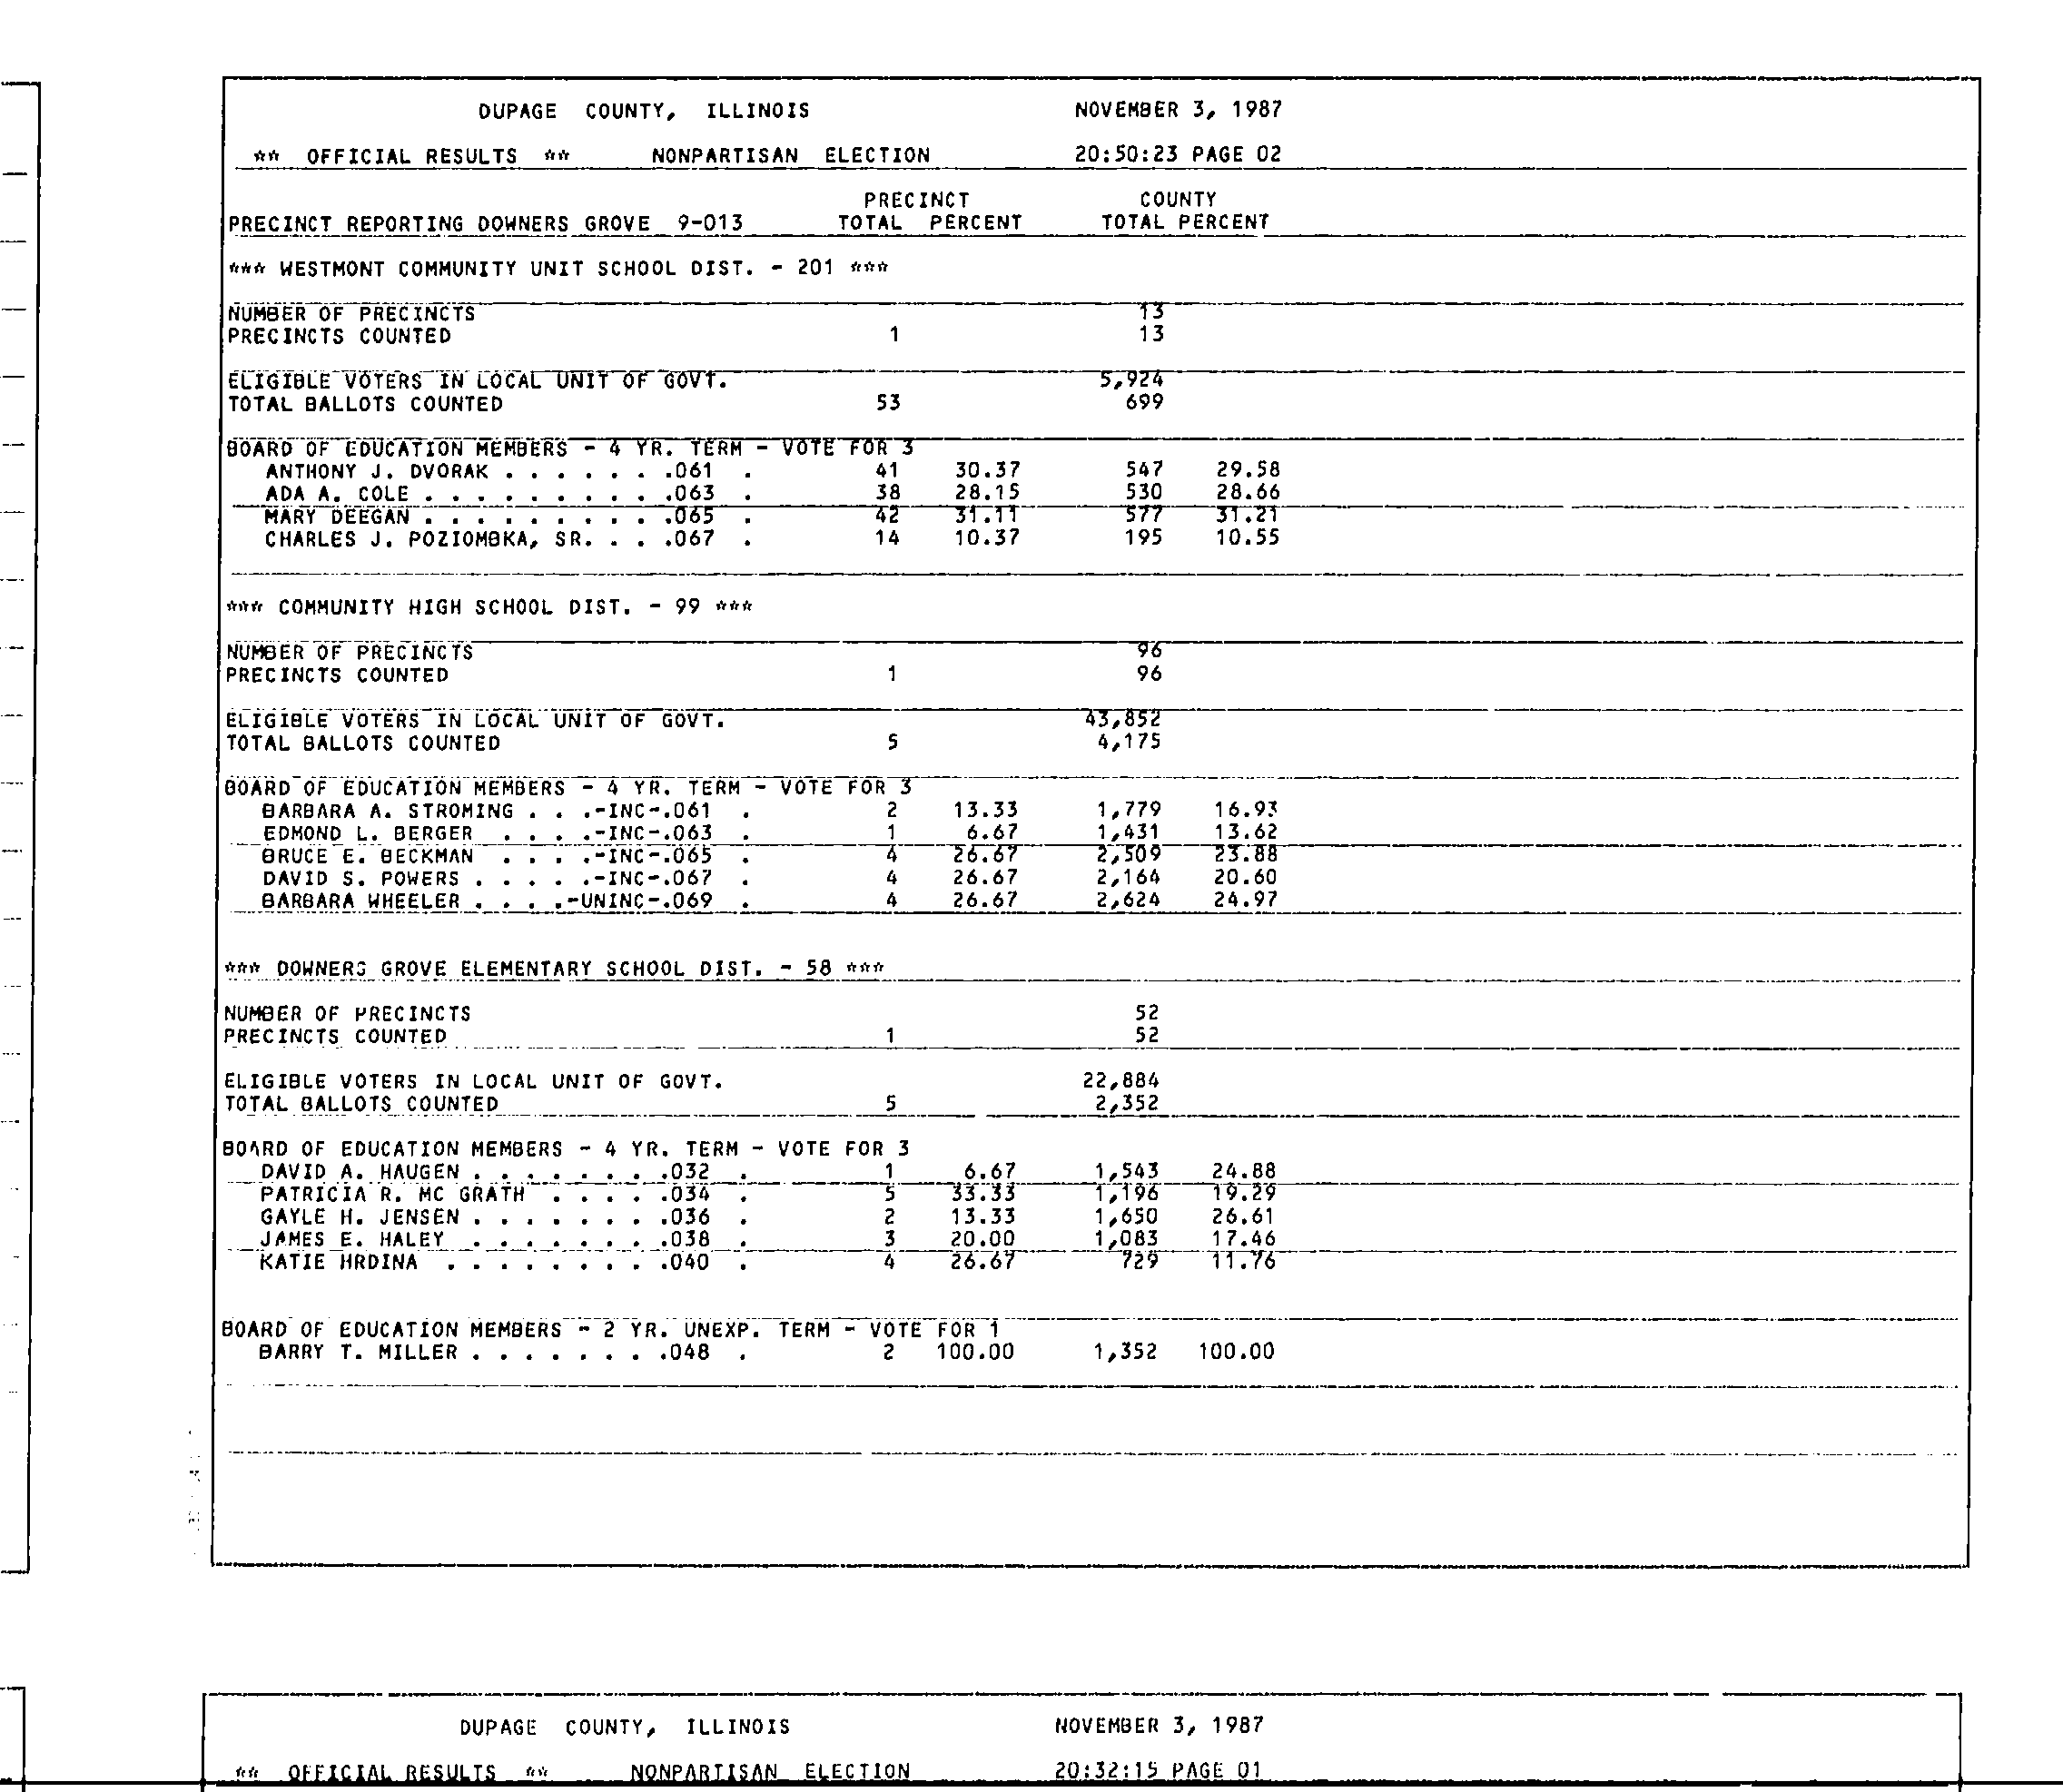 DUPAGE COUNTY, ILLINOIS NOVEMBER 3, 1987
** OFFICIAL RESULTS ** NONPARTISAN ELECTION 20:50:23 PAGE 02
PRECINCT COUNTY
PRECINCT REPORTING DOWNERS GROVE 9-013 TOTAL PERCENT TOTAL PERCENT
*** WESTMONT COMMUNITY UNIT SCHOOL DIST. - 201 ***
NUMBER OF PRECINCTS 13
PRECINCTS COUNTED 1 13
ELIGIBLE VOTERS IN LOCAL UNIT OF GOVT. 5,924
TOTAL BALLOTS COUNTED 53 699
BOARD OF EDUCATION MEMBERS - 4 YR. TERM - VOTE FOR 3
ANTHONY J. DVORAK . . . . . . .061 . 41 30.37 547 29.58
ADA A. COLE . . . . . . . . . .063 . 38 28.15 530 28.66
MARY DEEGAN . . . . . . . . . .065 . 42 31.11 577 31.21
CHARLES J. POZIOMBKA, SR. . . .067 . 14 10.37 195 10.55
*** COMMUNITY HIGH SCHOOL DIST. - 99 ***
NUMBER OF PRECINCTS 96
PRECINCTS COUNTED 1 96
ELIGIBLE VOTERS IN LOCAL UNIT OF GOVT. 43,852
TOTAL BALLOTS COUNTED 5 4,175
BOARD OF EDUCATION MEMBERS - 4 YR. TERM - VOTE FOR 3
BARBARA A. STROMING . . .-INC-.061 . 2 13.33 1,779 16.93
EDMOND L. BERGER . . . .-INC-.063 . 1 6.67 1,431 13.62
BRUCE E. BECKMAN . . . .-INC-.065 . 4 26.67 2,509 23.88
DAVID S. POWERS . . . . .-INC-.067 . 4 26.67 2,164 20.60
BARBARA WHEELER . . . .-UNINC-.069 . 4 26.67 2,624 24.97
*** DOWNERS GROVE ELEMENTARY SCHOOL DIST. - 58 ***
NUMBER OF PRECINCTS 52
PRECINCTS COUNTED 1 52
ELIGIBLE VOTERS IN LOCAL UNIT OF GOVT. 22,884
TOTAL BALLOTS COUNTED 5 2,352
BOARD OF EDUCATION MEMBERS - 4 YR. TERM - VOTE FOR 3
DAVID A. HAUGEN . . . . . . . .032 . 1 6.67 1,543 24.88
PATRICIA R. MC GRATH . . . . .034 . 5 33.33 1,196 19.29
GAYLE H. JENSEN . . . . . . . .036 . 2 13.33 1,650 26.61
JAMES E. HALEY . . . . . . . .038 . 3 20.00 1,083 17.46
KATIE HRDINA . . . . . . . . .040 . 4 26.67 729 11.76
BOARD OF EDUCATION MEMBERS - 2 YR. UNEXP. TERM - VOTE FOR 1
BARRY T. MILLER . . . . . . . .048 . 2 100.00 1,352 100.00
DUPAGE COUNTY, ILLINOIS NOVEMBER 3, 1987
** OFFICIAL RESULTS ** NONPARTISAN ELECTION 20:32:15 PAGE 01